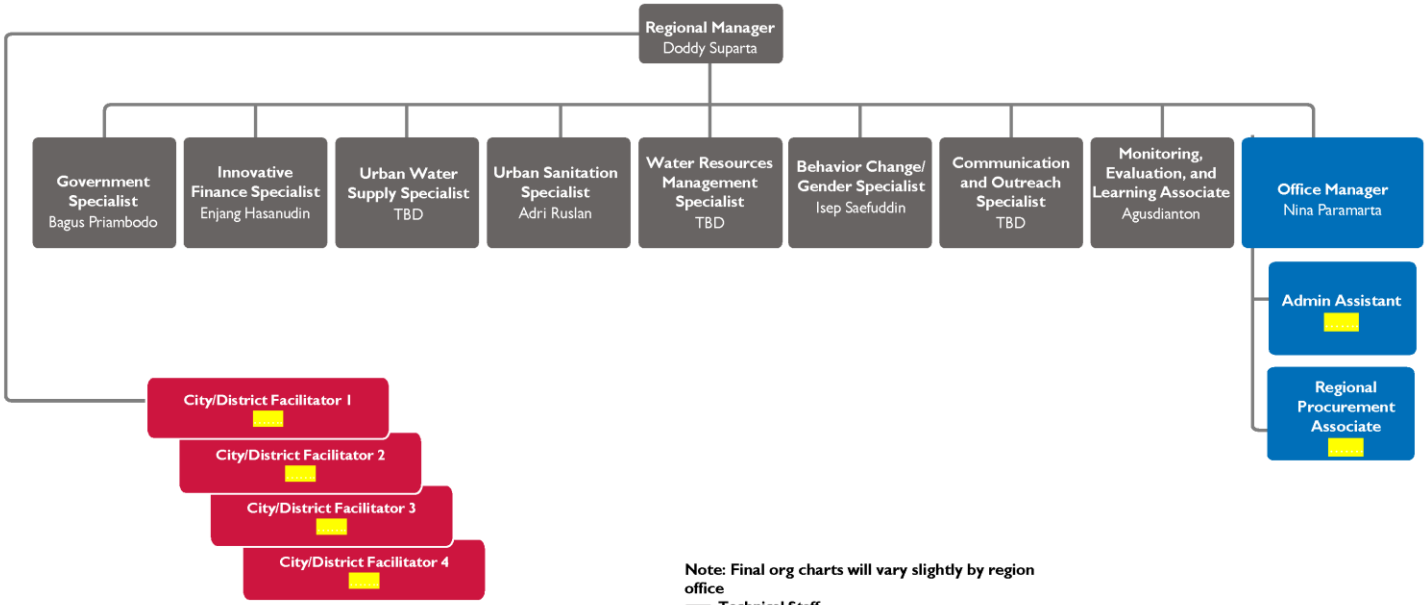 Regional Manager
Doddy Suparta
Government
Specialist
Bagus Priambodo
Innovative
Finance Specialist
Enjang Hasanudin
Urban Water
Supply Specialist
TBD
Urban Sanitation
Specialist
Adri Ruslan
Water Resources
Management
Specialist
TBD
Behavior Change/
Gender Specialist
Isep Saefuddin
Communication
and Outreach
Specialist
TBD
Monitoring,
Evaluation, and
Learning Associate
Agusdianton
Office Manager
Nina Paramarta
Admin Assistant
.......
Regional
Procurement
Associate
.......
City/District Facilitator 1
......
City/District Facilitator 2
......
City/District Facilitator 3
......
City/District Facilitator 4
......
Note: Final org charts will vary slightly by region
office
Technical Staff